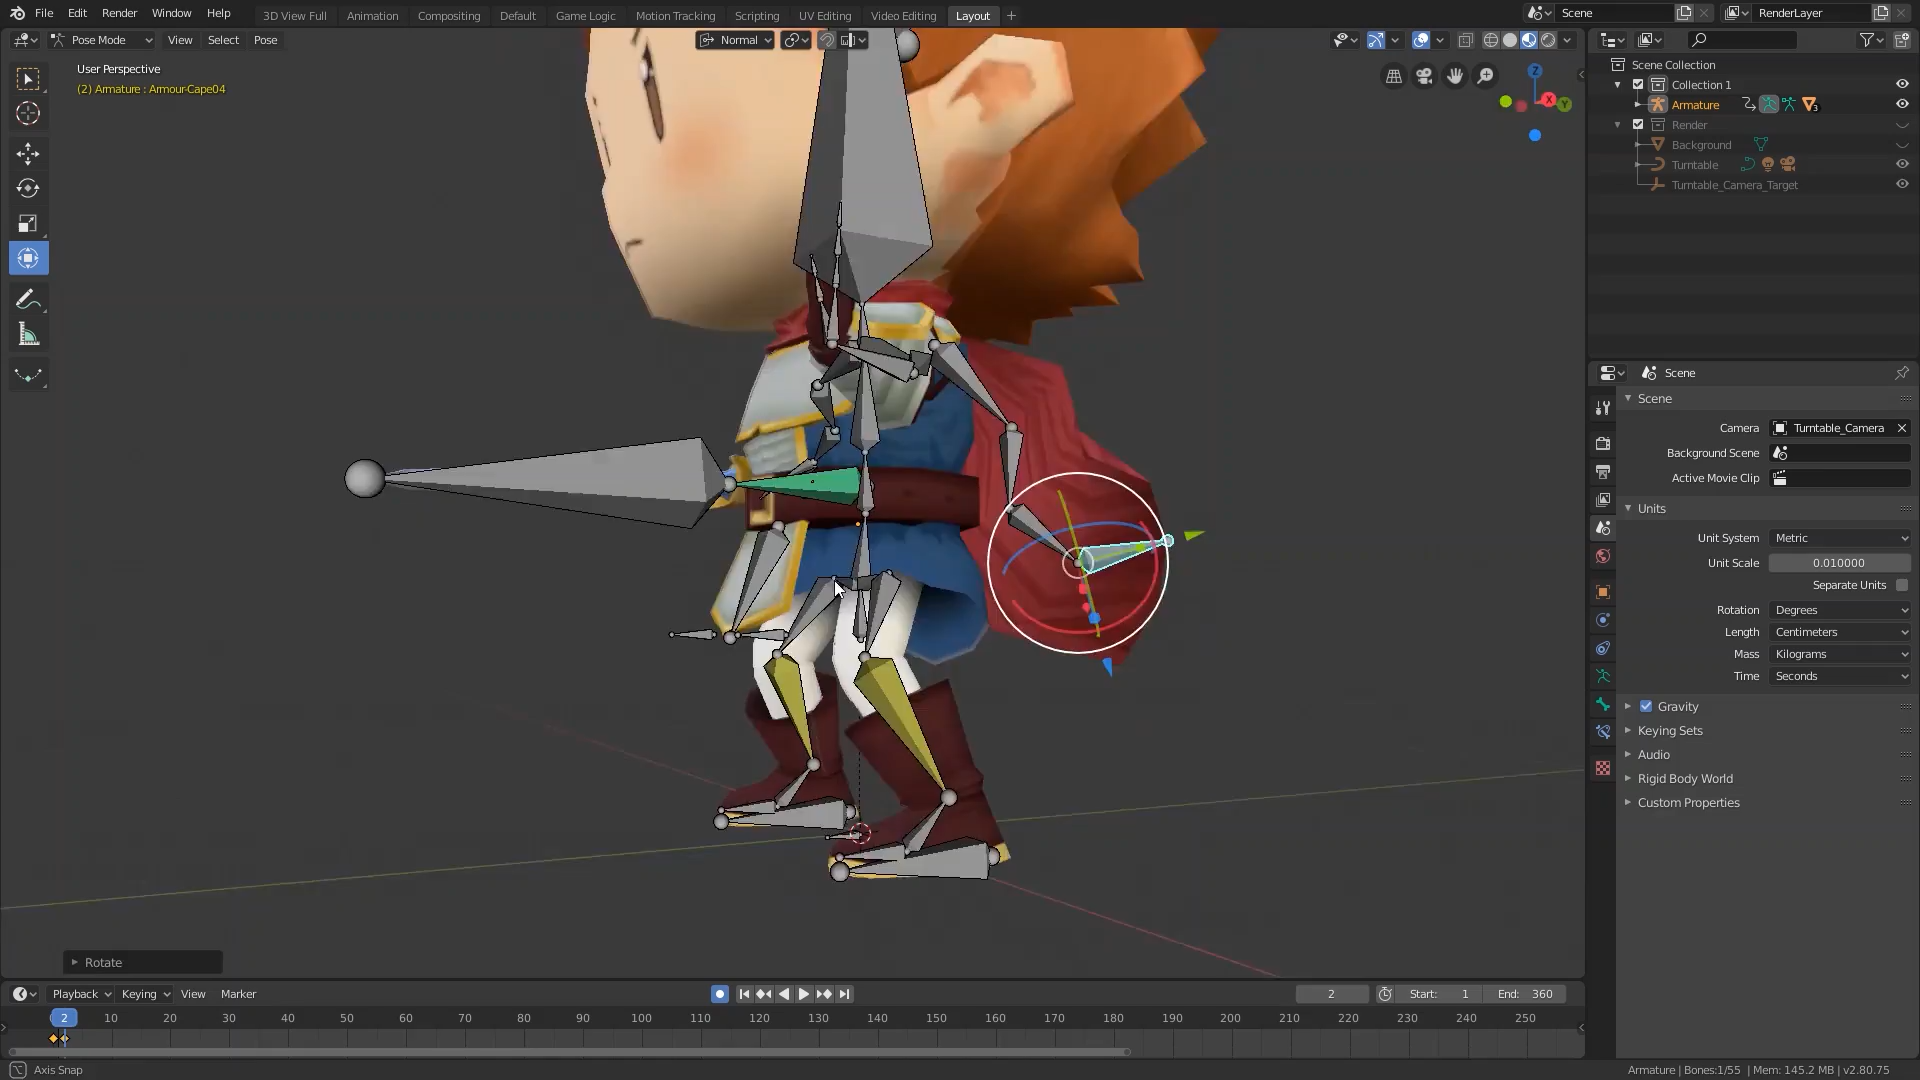 File Edit Render Window Help
3D View Full Animation Compositing Default Game Logic Motion Tracking Scripting UV Editing Video Editing Layout +
Scene RenderLayer
Pose Mode View Select Pose Normal
User Perspective
(2) Armature : Armour-Cape04
Z
X
Y
Scene Collection
Collection 1
Armature
3
Render
Background
Turntable
Turntable_Camera_Target
Scene
Scene
Camera Turntable_Camera
Background Scene
Active Movie Clip
Units
Unit System Metric
Unit Scale 0.010000
Separate Units
Rotation Degrees
Length Centimeters
Mass Kilograms
Time Seconds
Gravity
Keying Sets
Audio
Rigid Body World
Custom Properties
Rotate
Playback Keying View Marker 2 Start: 1 End: 360
2 10 20 30 40 50 60 70 80 90 100 110 120 130 140 150 160 170 180 190 200 210 220 230 240 250
Axis Snap
Armature | Bones:1/55 | Mem: 145.2 MB | v2.80.75